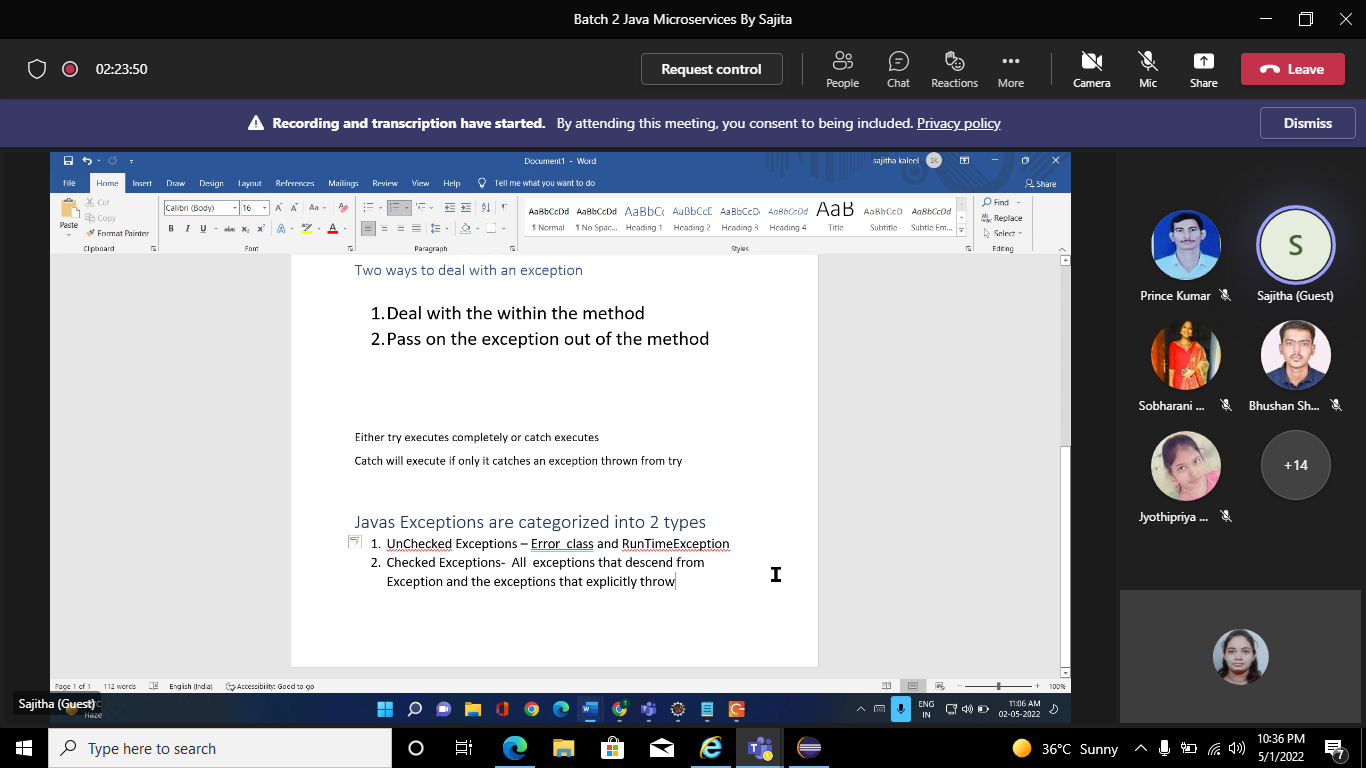 Batch 2 Java Microservices By Sajita
02:23:50
Request control
People
Chat
Reactions
More
Camera
Mic
Share
Leave
Recording and transcription have started. By attending this meeting, you consent to being included. Privacy policy
Dismiss
Document1 - Word
sajitha kaleel
SK
File Home Insert Draw Design Layout References Mailings Review View Help Tell me what you want to do
Share
Paste
Cut
Copy
Format Painter
Clipboard
Calibri (Body)
16
Font
Paragraph
AaBbCcDd AaBbCcDd AaBbCc AaBbCcE AaBbCcD AaBbCcD AaB AaBbCcD AaBbCcDd
¶ Normal ¶ No Spac... Heading 1 Heading 2 Heading 3 Heading 4 Title Subtitle Subtle Em...
Styles
Find
Replace
Select
Editing
Two ways to deal with an exception
1. Deal with the within the method
2. Pass on the exception out of the method
Either try executes completely or catch executes
Catch will execute if only it catches an exception thrown from try
Javas Exceptions are categorized into 2 types
1. UnChecked Exceptions – Error class and RunTimeException
2. Checked Exceptions- All exceptions that descend from
Exception and the exceptions that explicitly throw
Page 1 of 1 112 words English (India) Accessibility: Good to go
100%
Sajitha (Guest)
Haze
ENG
IN
11:06 AM
02-05-2022
Prince Kumar
S
Sajitha (Guest)
Sobharani ...
Bhushan Sh...
Jyothipriya ...
+14
Type here to search
36°C Sunny
10:36 PM
5/1/2022
7